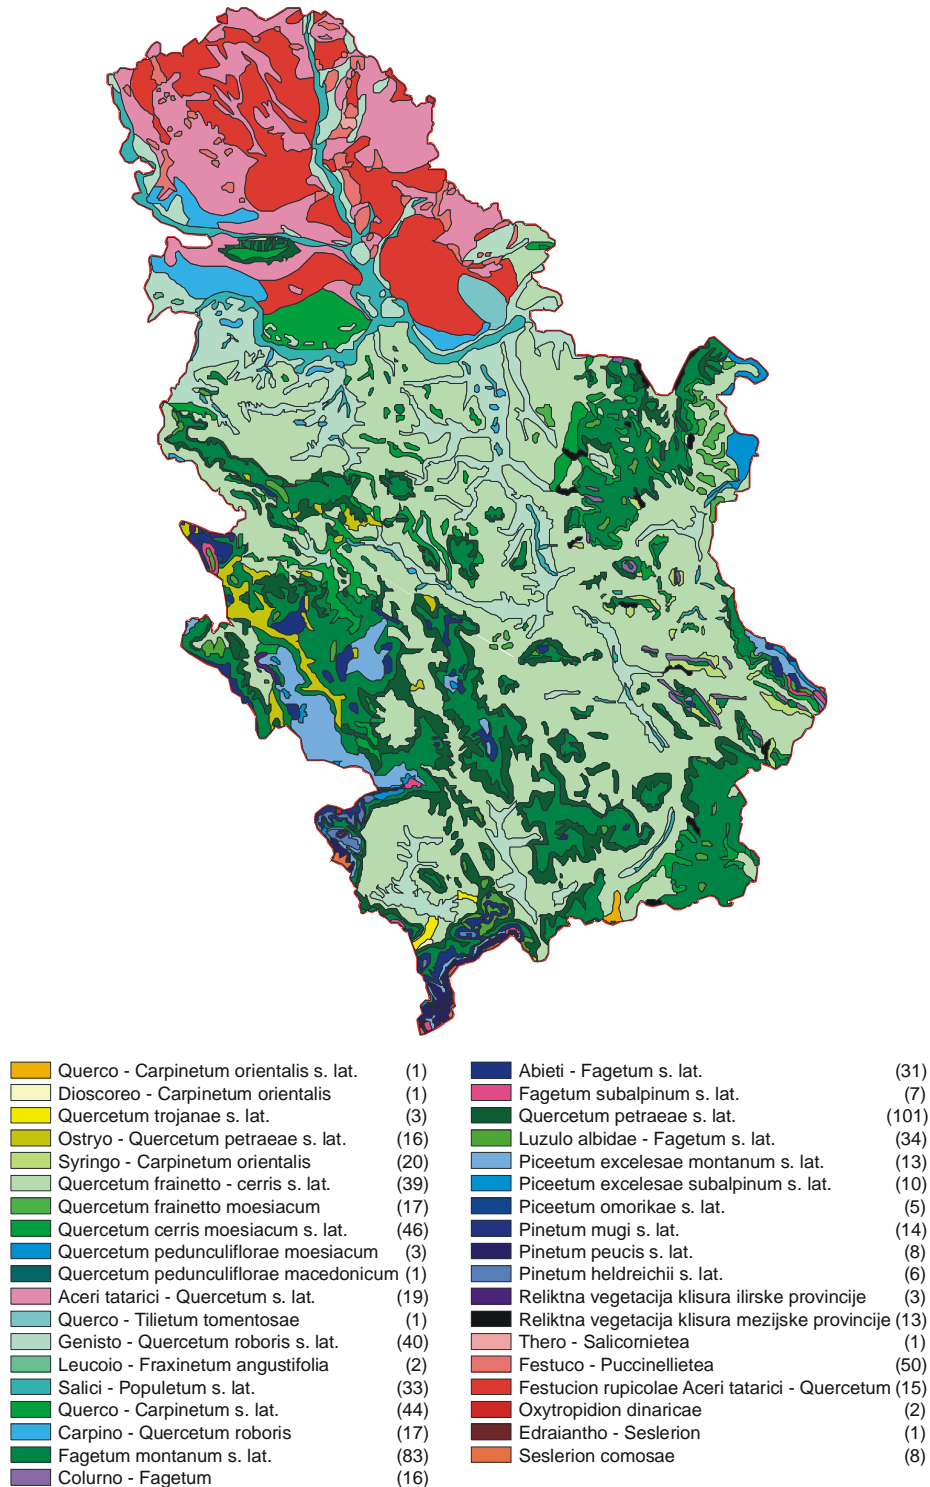 Querco - Carpinetum orientalis s. lat. (1)
Dioscoreo - Carpinetum orientalis (1)
Quercetum trojanae s. lat. (3)
Ostryo - Quercetum petraeae s. lat. (16)
Syringo - Carpinetum orientalis (20)
Quercetum frainetto - cerris s. lat. (39)
Quercetum frainetto moesiacum (17)
Quercetum cerris moesiacum s. lat. (46)
Quercetum pedunculiflorae moesiacum (3)
Quercetum pedunculiflorae macedonicum (1)
Aceri tatarici - Quercetum s. lat. (19)
Querco - Tilietum tomentosae (1)
Genisto - Quercetum roboris s. lat. (40)
Leucoio - Fraxinetum angustifolia (2)
Salici - Populetum s. lat. (33)
Querco - Carpinetum s. lat. (44)
Carpino - Quercetum roboris (17)
Fagetum montanum s. lat. (83)
Colurno - Fagetum (16)
Abieti - Fagetum s. lat. (31)
Fagetum subalpinum s. lat. (7)
Quercetum petraeae s. lat. (101)
Luzulo albidae - Fagetum s. lat. (34)
Piceetum excelesae montanum s. lat. (13)
Piceetum excelesae subalpinum s. lat. (10)
Piceetum omorikae s. lat. (5)
Pinetum mugi s. lat. (14)
Pinetum peucis s. lat. (8)
Pinetum heldreichii s. lat. (6)
Reliktna vegetacija klisura ilirske provincije (3)
Reliktna vegetacija klisura mezijske provincije (13)
Thero - Salicornietea (1)
Festuco - Puccinellietea (50)
Festucion rupicolae Aceri tatarici - Quercetum (15)
Oxytropidion dinaricae (2)
Edraiantho - Seslerion (1)
Seslerion comosae (8)